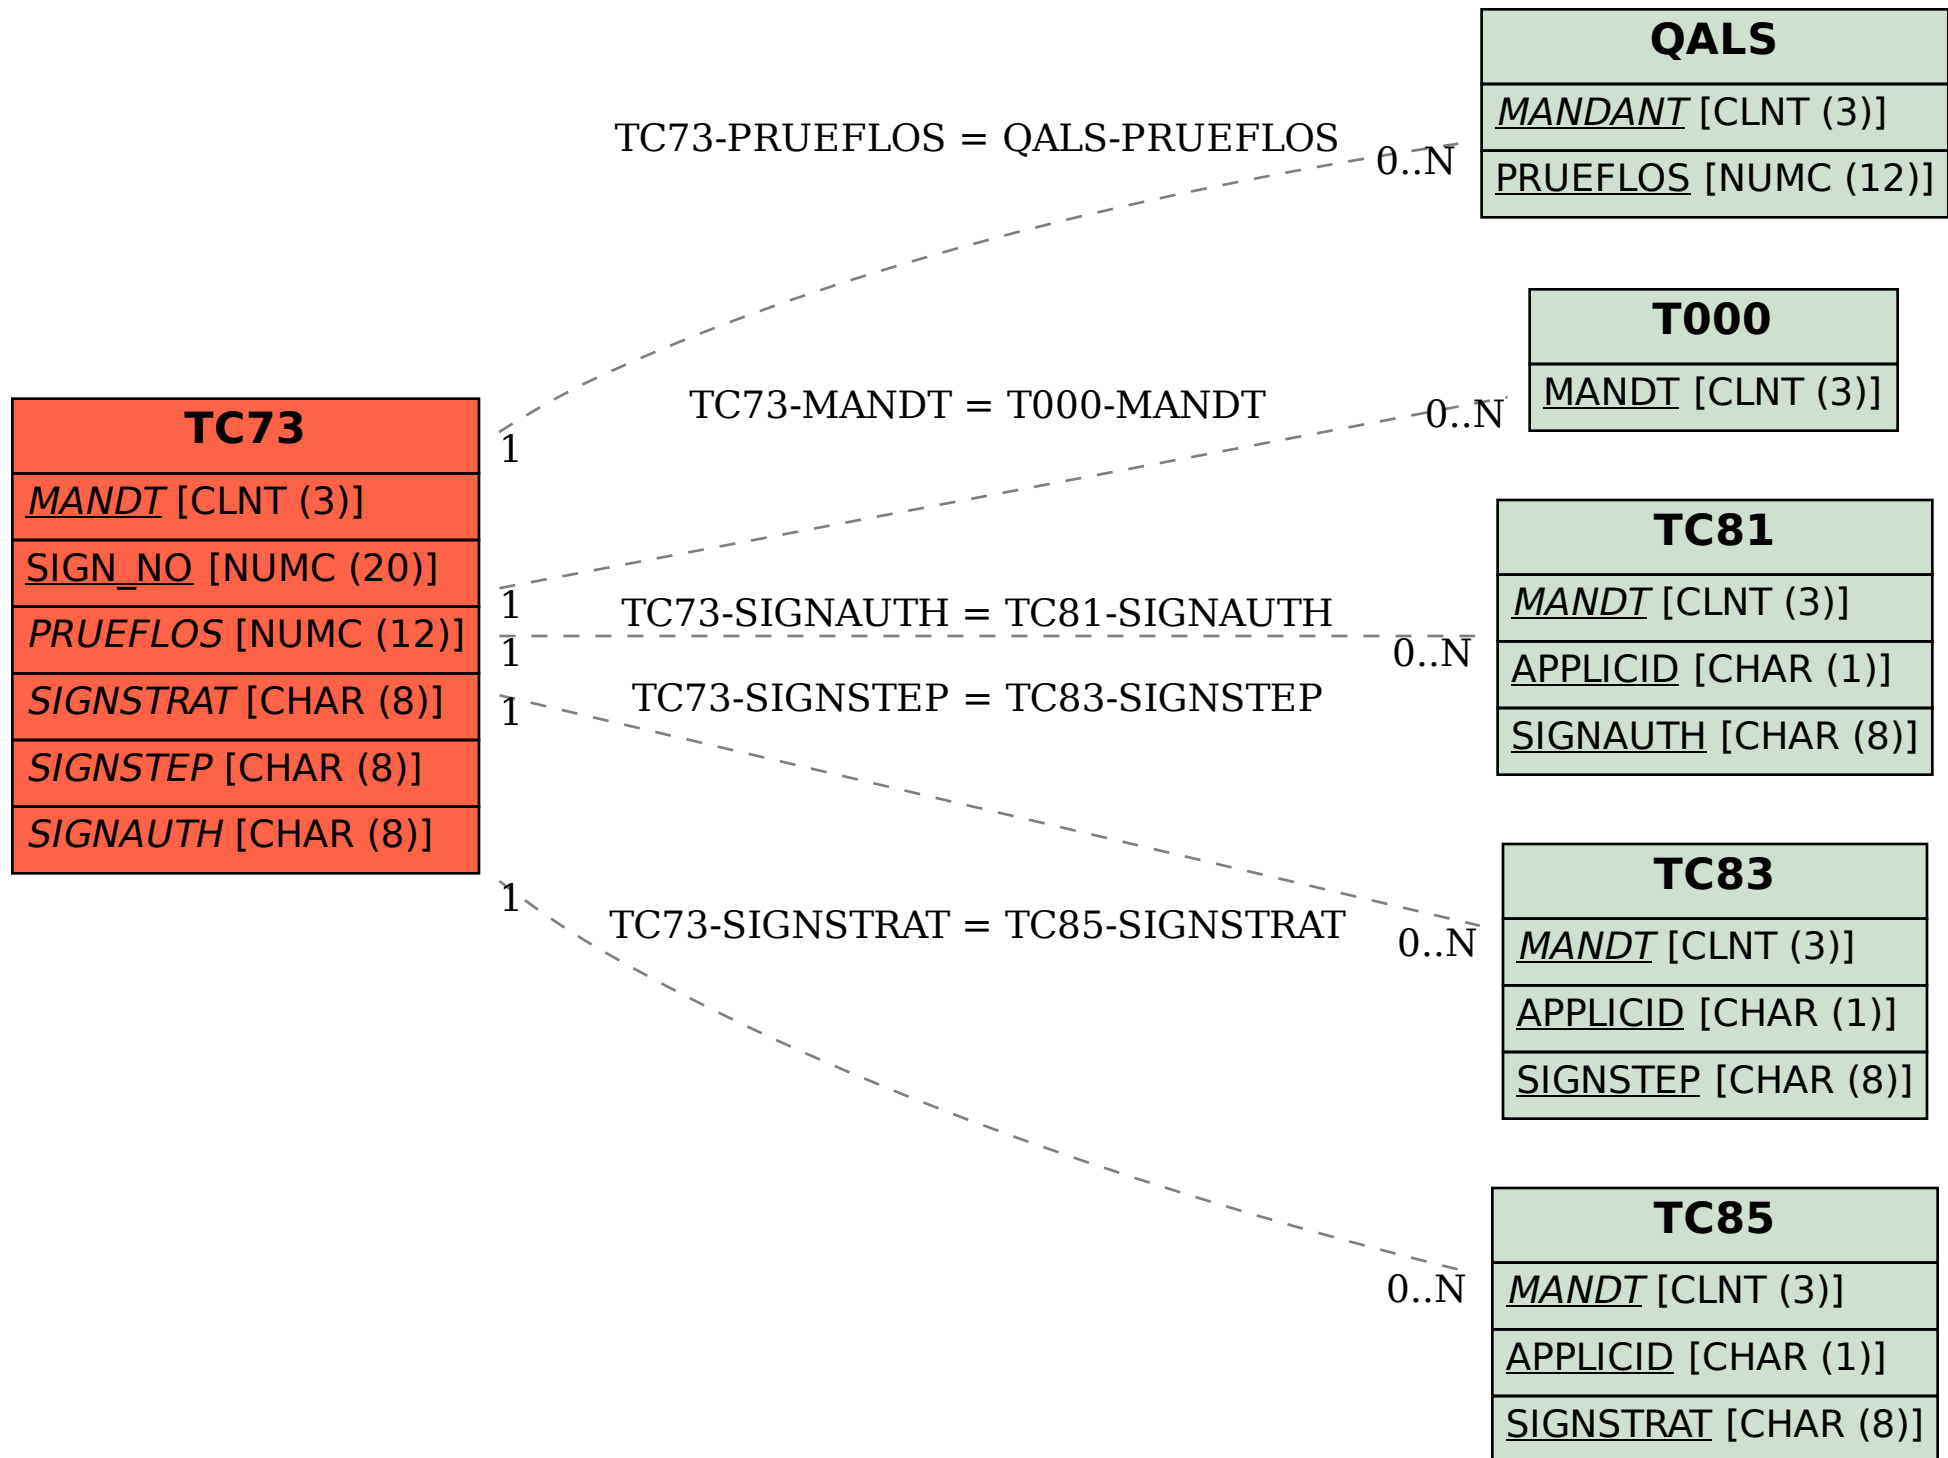 TC73
MANDT [CLNT (3)]
SIGN_NO [NUMC (20)]
PRUEFLOS [NUMC (12)]
SIGNSTRAT [CHAR (8)]
SIGNSTEP [CHAR (8)]
SIGNAUTH [CHAR (8)]
TC73-PRUEFLOS = QALS-PRUEFLOS
1
0..N
TC73-MANDT = T000-MANDT
1
0..N
TC73-SIGNAUTH = TC81-SIGNAUTH
1
0..N
TC73-SIGNSTEP = TC83-SIGNSTEP
1
0..N
TC73-SIGNSTRAT = TC85-SIGNSTRAT
1
0..N
QALS
MANDANT [CLNT (3)]
PRUEFLOS [NUMC (12)]
T000
MANDT [CLNT (3)]
TC81
MANDT [CLNT (3)]
APPLICID [CHAR (1)]
SIGNAUTH [CHAR (8)]
TC83
MANDT [CLNT (3)]
APPLICID [CHAR (1)]
SIGNSTEP [CHAR (8)]
TC85
MANDT [CLNT (3)]
APPLICID [CHAR (1)]
SIGNSTRAT [CHAR (8)]